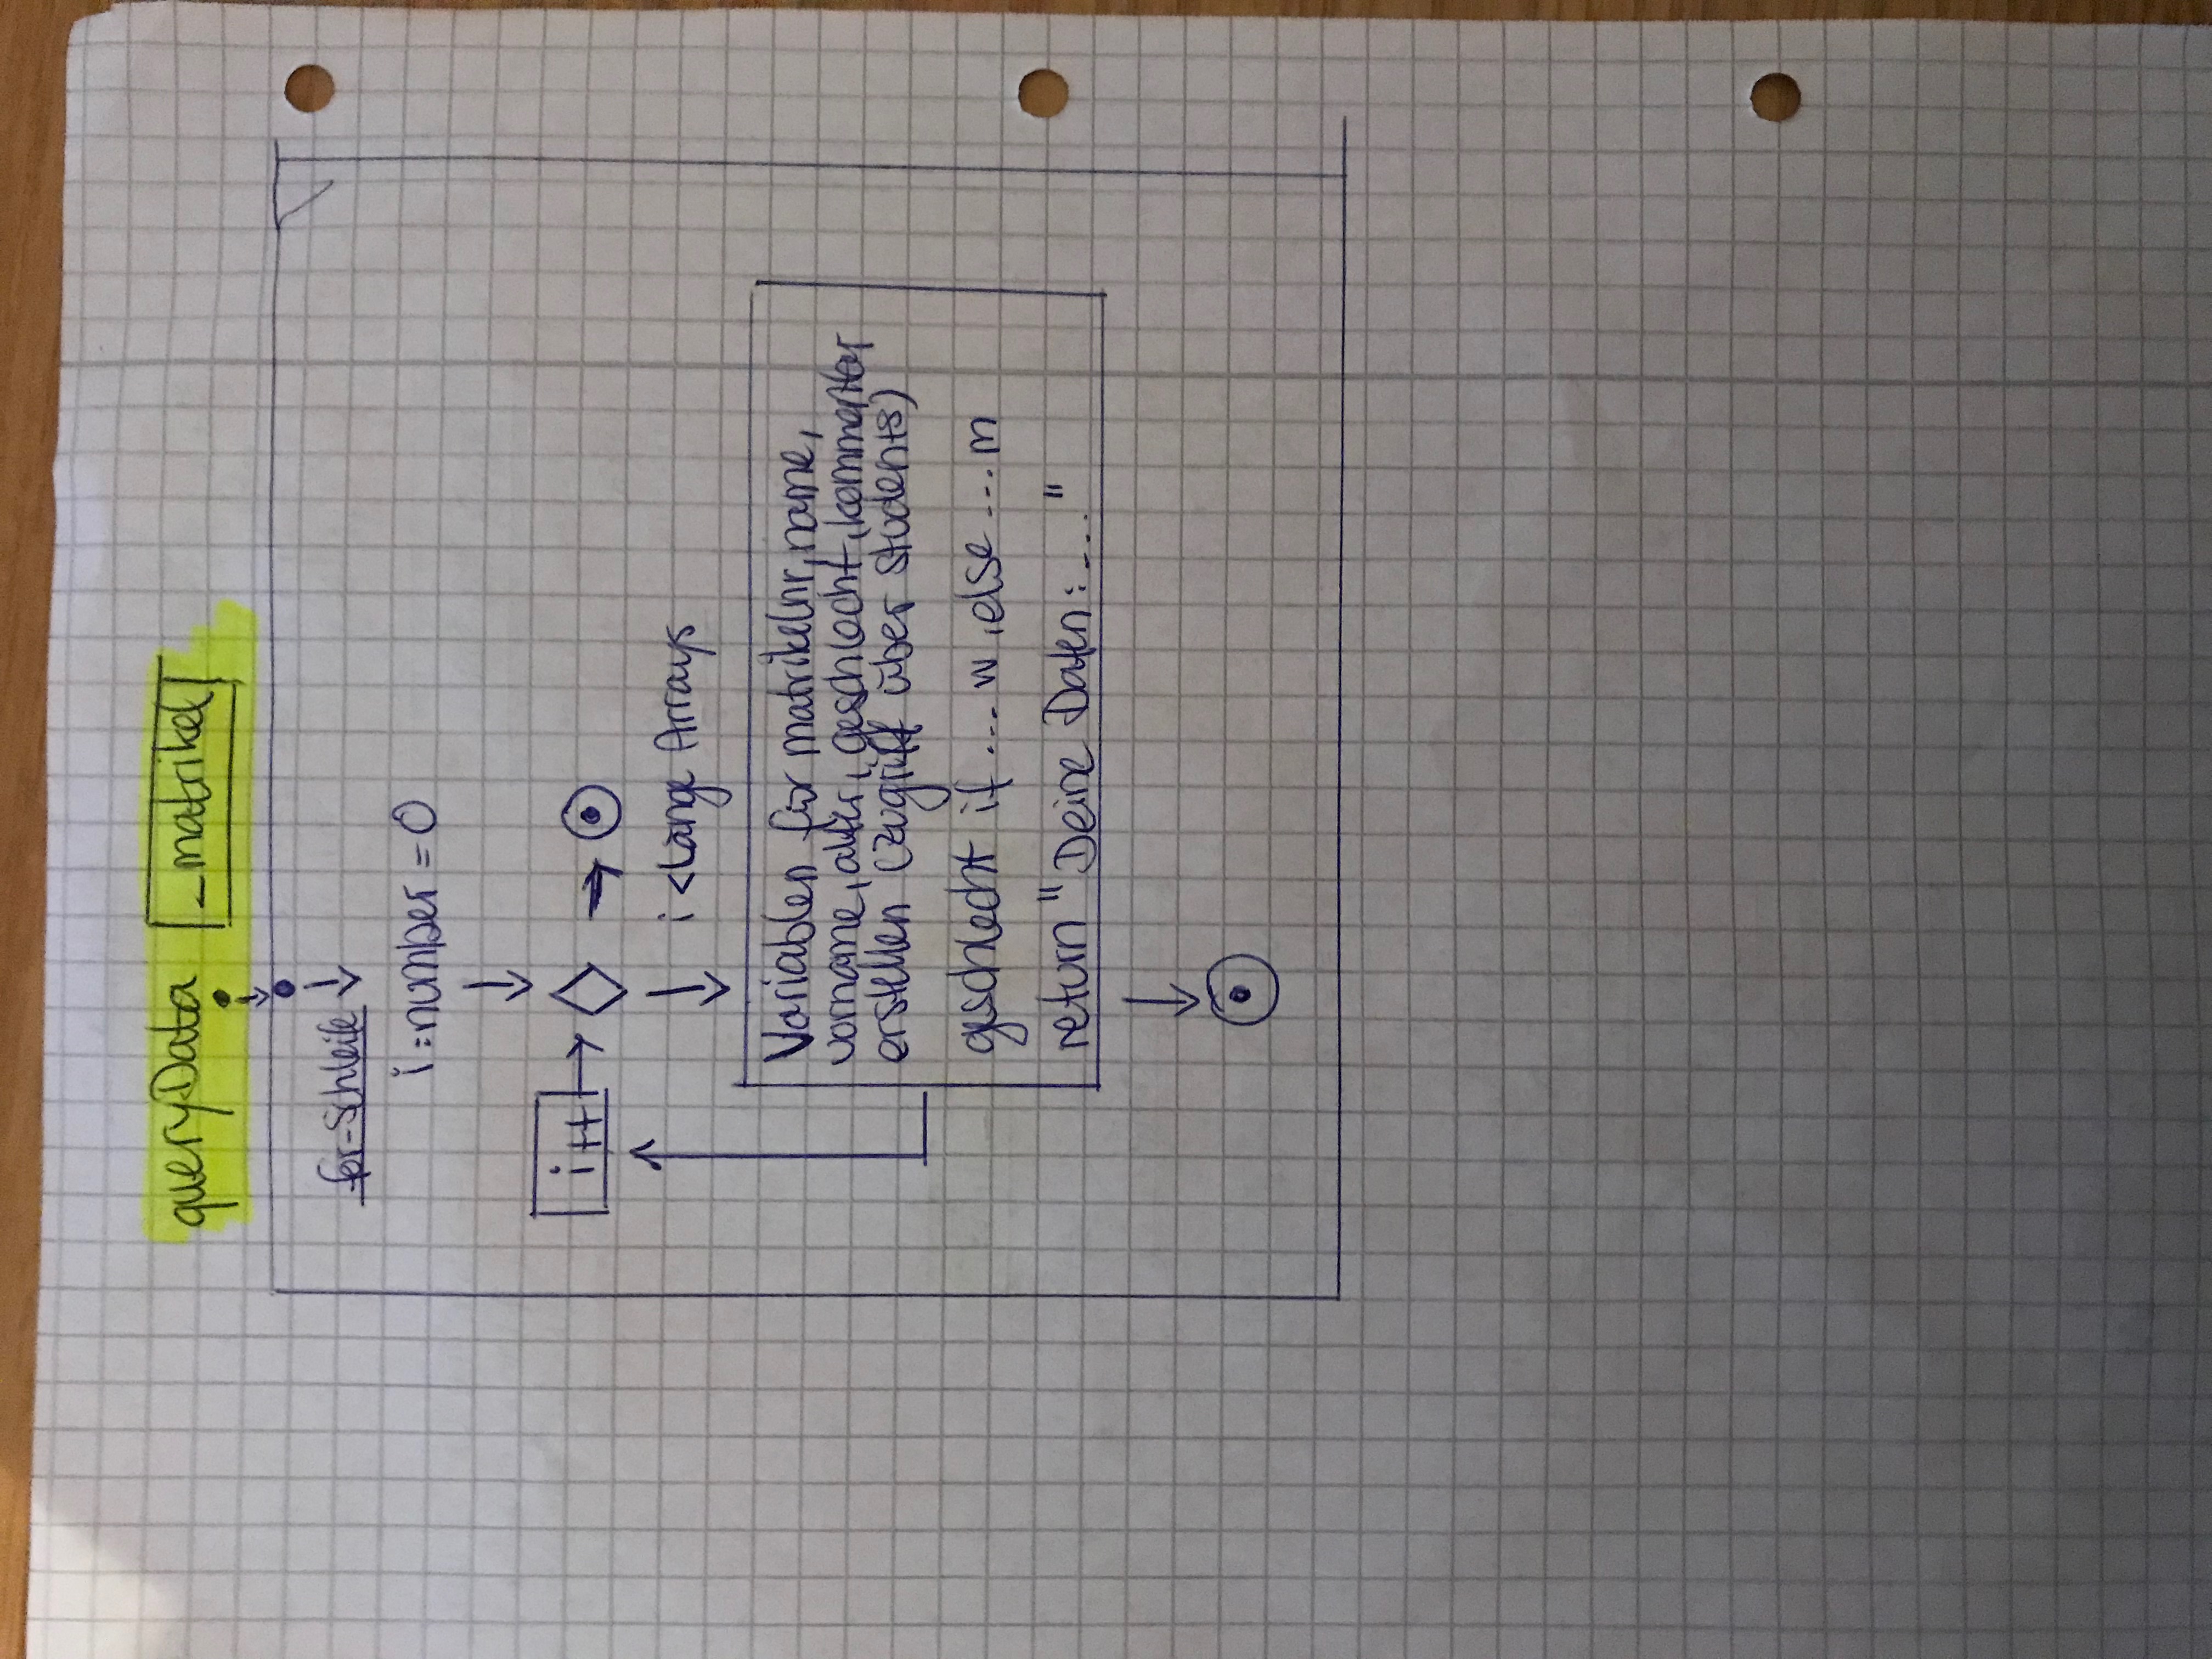 queryData _matrikel
for-Schleife
i:number = 0
i++
i < Länge Arrays
Variablen für matrikelnr, name,
vorname, alter, geschlecht, kommentar
erstellen (Zugriff über students)
geschlecht if ... w , else ... m
return "Deine Daten: ... "